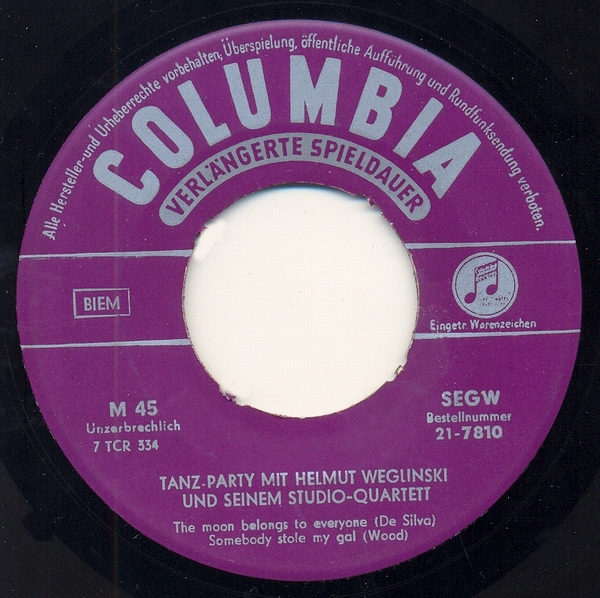 Alle Hersteller-und Urheberrechte vorbehalten, Überspielung, öffentliche Aufführung und Rundfunksendung verboten.
COLUMBIA
VERLÄNGERTE SPIELDAUER
BIEM
Eingetr. Warenzeichen
M 45
Unzerbrechlich
7 TCR 334
SEGW
Bestellnummer
21-7810
TANZ-PARTY MIT HELMUT WEGLINSKI
UND SEINEM STUDIO-QUARTETT
The moon belongs to everyone (De Silva)
Somebody stole my gal (Wood)